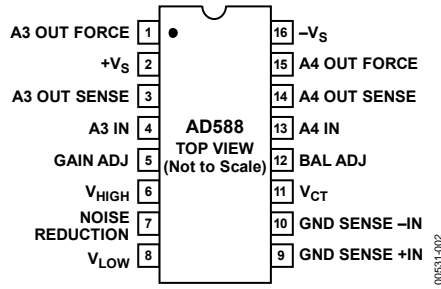 A3 OUT FORCE 1
+VS 2
A3 OUT SENSE 3
A3 IN 4
GAIN ADJ 5
VHIGH 6
NOISE
REDUCTION 7
VLOW 8
AD588
TOP VIEW
(Not to Scale)
16 –VS
15 A4 OUT FORCE
14 A4 OUT SENSE
13 A4 IN
12 BAL ADJ
11 VCT
10 GND SENSE –IN
9 GND SENSE +IN
00531-002